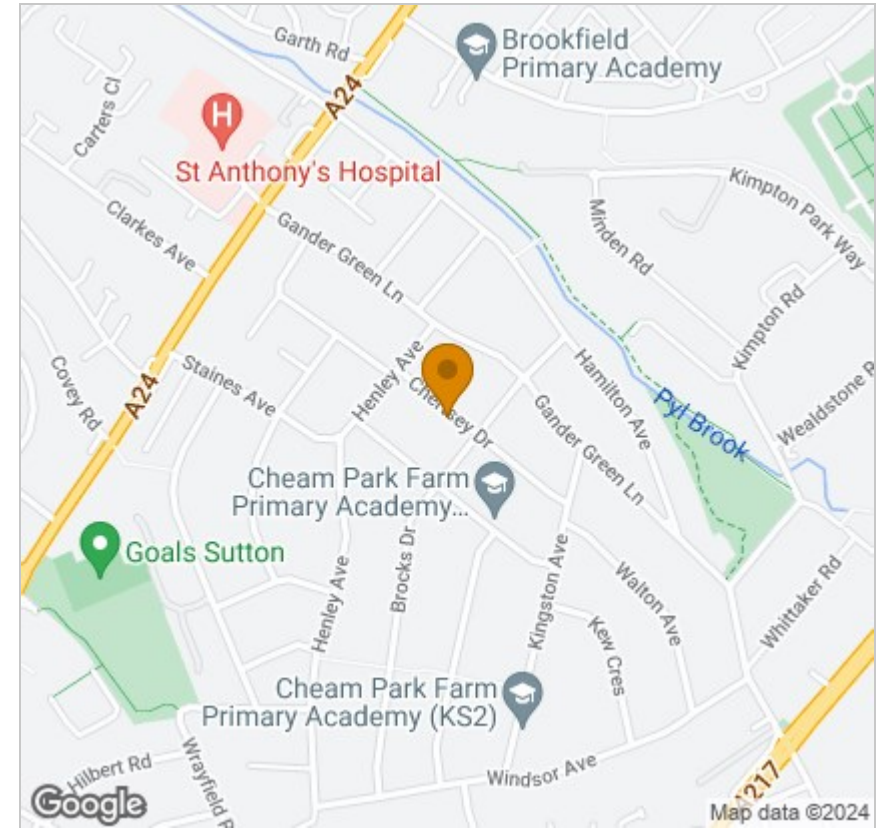 Garth Rd
Brookfield
Primary Academy
A24
Carters Cl
H
St Anthony's Hospital
Kimpton Park Way
Clarkes Ave
Gander Green Ln
Minden Rd
Kimpton Rd
Covey Rd
A24
Staines Ave
Henley Ave
Hamilton Ave
Wealdstone R
Pyl Brook
Gander Green Ln
Cheam Park Farm
Primary Academy...
Goals Sutton
Henley Ave
Brocks Dr
Kingston Ave
Walton Ave
Whittaker Rd
Kew Cres
Cheam Park Farm
Primary Academy (KS2)
Hilbert Rd
Wrayfield R
Windsor Ave
A217
Google
Map data ©2024